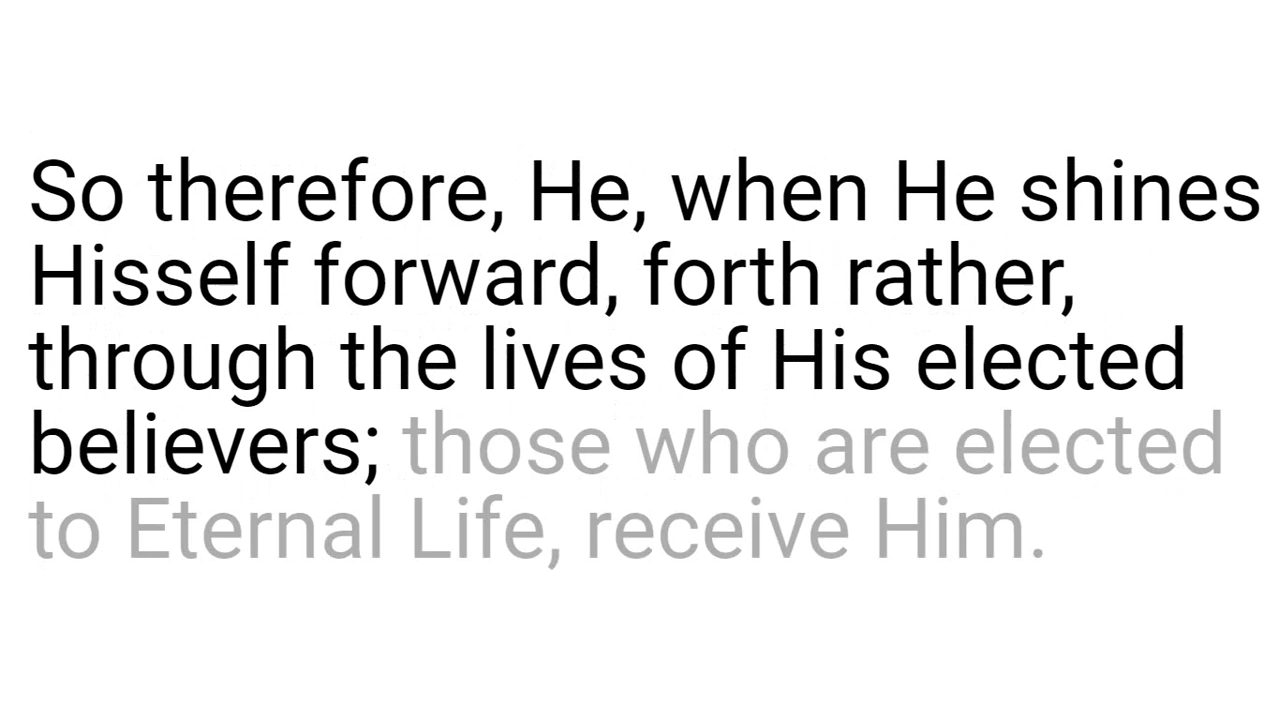 So therefore, He, when He shines
Hisself forward, forth rather,
through the lives of His elected
believers; those who are elected
to Eternal Life, receive Him.